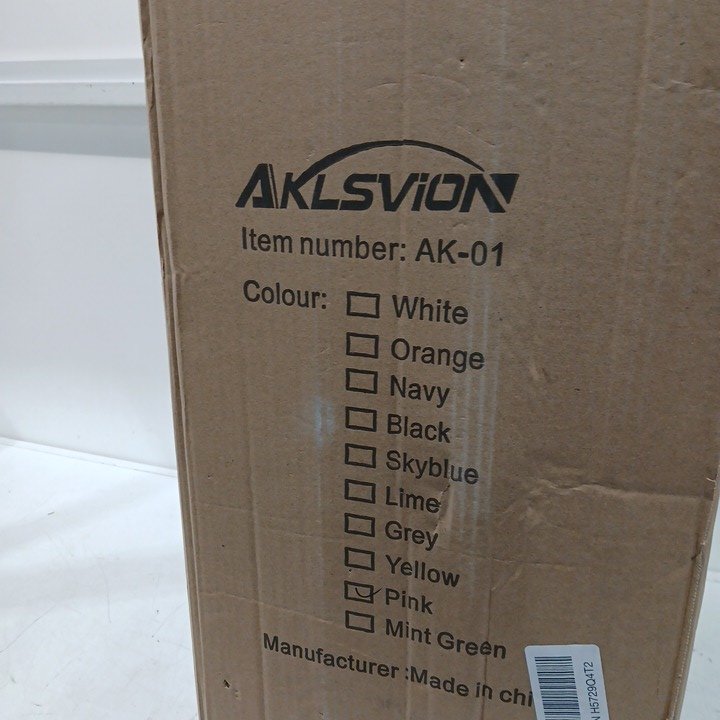 AKLSViON
Item number: AK-01
Colour:
White
Orange
Navy
Black
Skyblue
Lime
Grey
Yellow
Pink
Mint Green
Manufacturer :Made in chi
H5729Q4T2